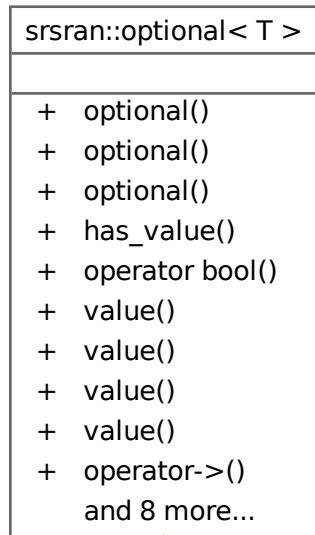 srsran::optional< T >
+ optional()
+ optional()
+ optional()
+ has_value()
+ operator bool()
+ value()
+ value()
+ value()
+ value()
+ operator->()
and 8 more...